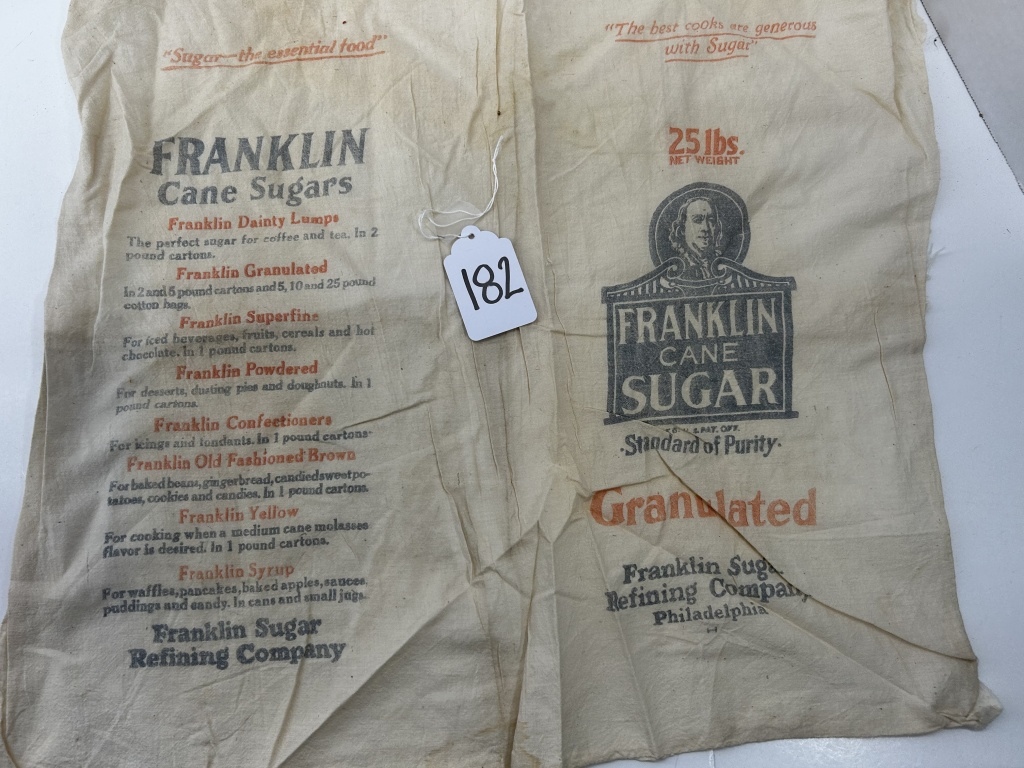 "Sugar--the essential food"
FRANKLIN
Cane Sugars
Franklin Dainty Lumps
The perfect sugar for coffee and tea. In 2
pound cartons.
Franklin Granulated
In 2 and 5 pound cartons and 5, 10 and 25 pound
cotton bags.
Franklin Superfine
For iced beverages, fruits, cereals and hot
chocolate. In 1 pound cartons.
Franklin Powdered
For desserts, dusting pies and doughnuts. In 1
pound cartons.
Franklin Confectioners
For icings and fondants. In 1 pound cartons.
Franklin Old Fashioned Brown
For baked beans, gingerbread, candied sweet po-
tatoes, cookies and candies. In 1 pound cartons.
Franklin Yellow
For cooking when a medium cane molasses
flavor is desired. In 1 pound cartons.
Franklin Syrup
For waffles, pancakes, baked apples, sauces,
puddings and candy. In cans and small jugs.
Franklin Sugar
Refining Company
182
"The best cooks are generous
with Sugar"
25 lbs.
NET WEIGHT
FRANKLIN
CANE
SUGAR
& PAT. OFF.
·Standard of Purity·
Granulated
Franklin Suga
Refining Company
Philadelphia
H